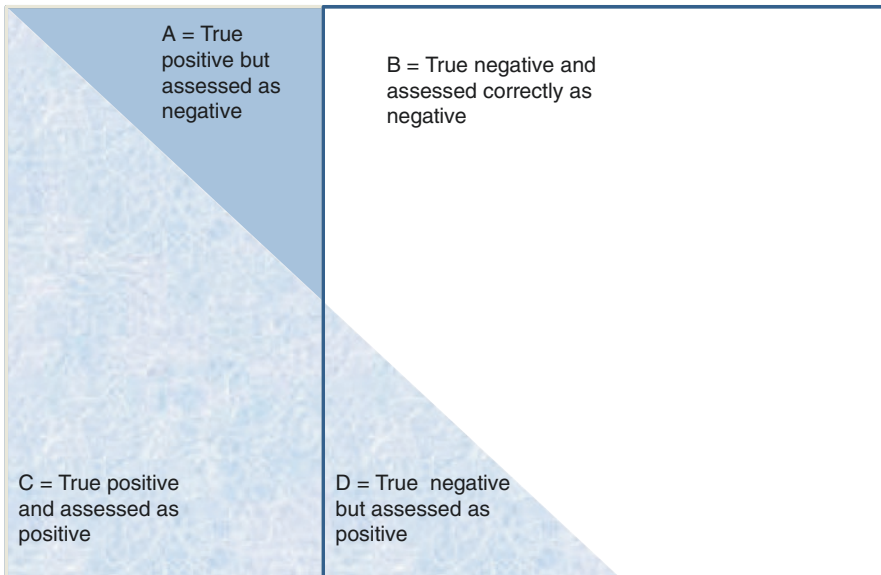 A = True
positive but
assessed as
negative
B = True negative and
assessed correctly as
negative
C = True positive
and assessed as
positive
D = True  negative
but assessed as
positive